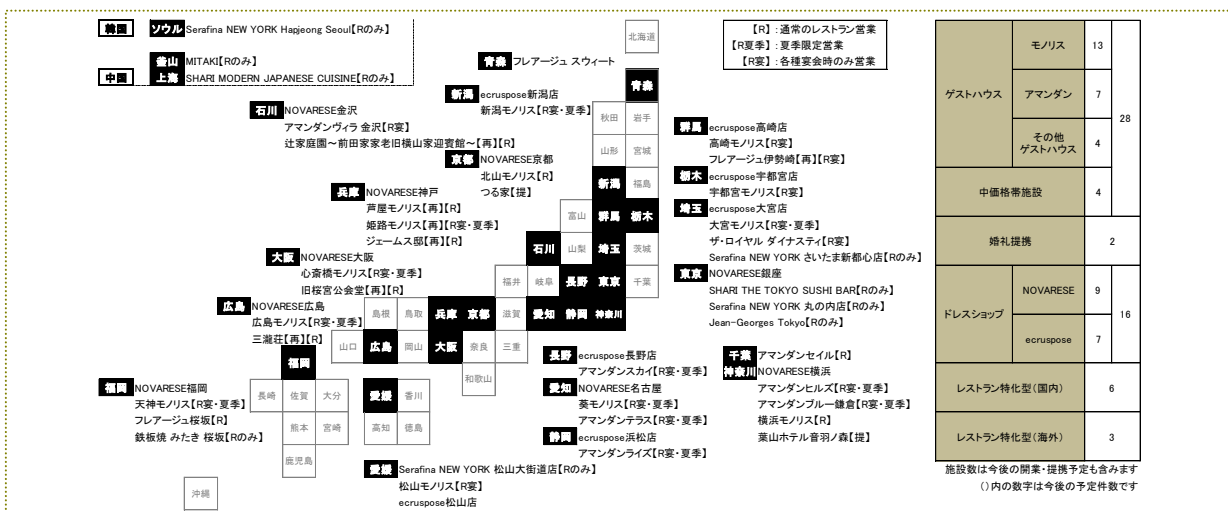 韓国
ソウル Serafina NEW YORK Hapjeong Seoul【Rのみ】
釜山 MITAKI【Rのみ】
中国
上海 SHARI MODERN JAPANESE CUISINE【Rのみ】
青森 フレアージュ スウィート
新潟 ecruspose新潟店
新潟モノリス【R宴・夏季】
石川 NOVARESE金沢
アマンダンヴィラ 金沢【R宴】
辻家庭園～前田家家老旧横山家迎賓館～【再】【R】
京都 NOVARESE京都
北山モノリス【R】
つる家【提】
兵庫 NOVARESE神戸
芦屋モノリス【再】【R】
姫路モノリス【再】【R宴・夏季】
ジェームス邸【再】【R】
大阪 NOVARESE大阪
心斎橋モノリス【R宴・夏季】
旧桜宮公会堂【再】【R】
広島 NOVARESE広島
広島モノリス【R宴・夏季】
三瀧荘【再】【R】
福岡 NOVARESE福岡
天神モノリス【R宴・夏季】
フレアージュ桜坂【R】
鉄板焼 みたき 桜坂【Rのみ】
愛媛 Serafina NEW YORK 松山大街道店【Rのみ】
松山モノリス【R宴】
ecruspose松山店
北海道
青森
秋田 岩手
山形 宮城
新潟 福島
富山 群馬 栃木
石川 山梨 埼玉 茨城
福井 岐阜 長野 東京 千葉
島根 鳥取 兵庫 京都 滋賀 愛知 静岡 神奈川
山口 広島 岡山 大阪 奈良 三重
福岡
和歌山
長崎 佐賀 大分 愛媛 香川
熊本 宮崎 高知 徳島
鹿児島
沖縄
【R】：通常のレストラン営業
【R夏季】：夏季限定営業
【R宴】：各種宴会時のみ営業
群馬 ecruspose高崎店
高崎モノリス【R宴】
フレアージュ伊勢崎【再】【R宴】
栃木 ecruspose宇都宮店
宇都宮モノリス【R宴】
埼玉 ecruspose大宮店
大宮モノリス【R宴・夏季】
ザ・ロイヤル ダイナスティ【R宴】
Serafina NEW YORK さいたま新都心店【Rのみ】
東京 NOVARESE銀座
SHARI THE TOKYO SUSHI BAR【Rのみ】
Serafina NEW YORK 丸の内店【Rのみ】
Jean-Georges Tokyo【Rのみ】
長野 ecruspose長野店
アマンダンスカイ【R宴・夏季】
愛知 NOVARESE名古屋
葵モノリス【R宴・夏季】
アマンダンテラス【R宴・夏季】
静岡 ecruspose浜松店
アマンダンライズ【R宴・夏季】
千葉 アマンダンセイル【R】
神奈川 NOVARESE横浜
アマンダンヒルズ【R宴・夏季】
アマンダンブルー鎌倉【R宴・夏季】
横浜モノリス【R】
葉山ホテル音羽ノ森【提】
ゲストハウス
モノリス 13
アマンダン 7
その他
ゲストハウス
4
28
中価格帯施設 4
婚礼提携 2
ドレスショップ
NOVARESE 9
ecruspose 7
16
レストラン特化型（国内） 6
レストラン特化型（海外） 3
施設数は今後の開業・提携予定も含みます
（）内の数字は今後の予定件数です